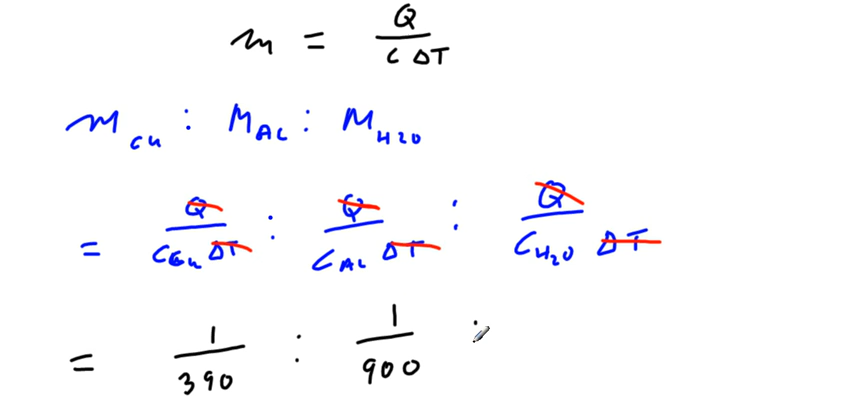 m = Q / C ΔT
m_Cu : M_Al : M_H2O
= Q / C_Cu ΔT : Q / C_Al ΔT : Q / C_H2O ΔT
= 1 / 390 : 1 / 900 :